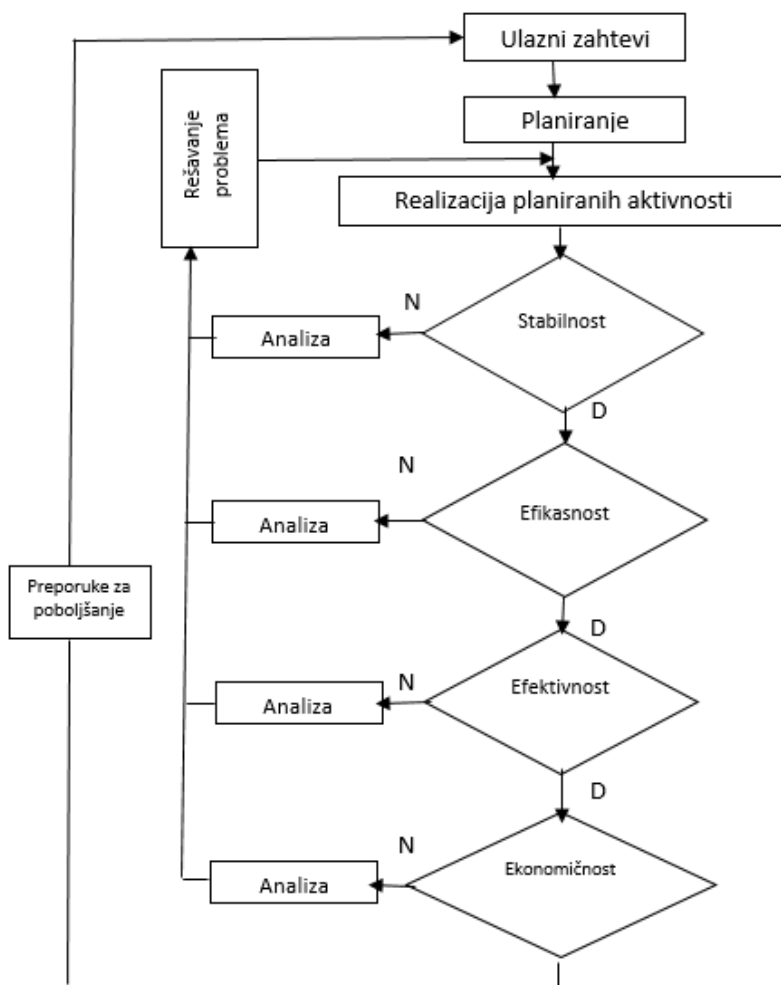 Ulazni zahtevi
Planiranje
Rešavanje
problema
Realizacija planiranih aktivnosti
N
Stabilnost
Analiza
D
N
Efikasnost
Analiza
Preporuke za
poboljšanje
D
N
Efektivnost
Analiza
D
N
Ekonomičnost
Analiza